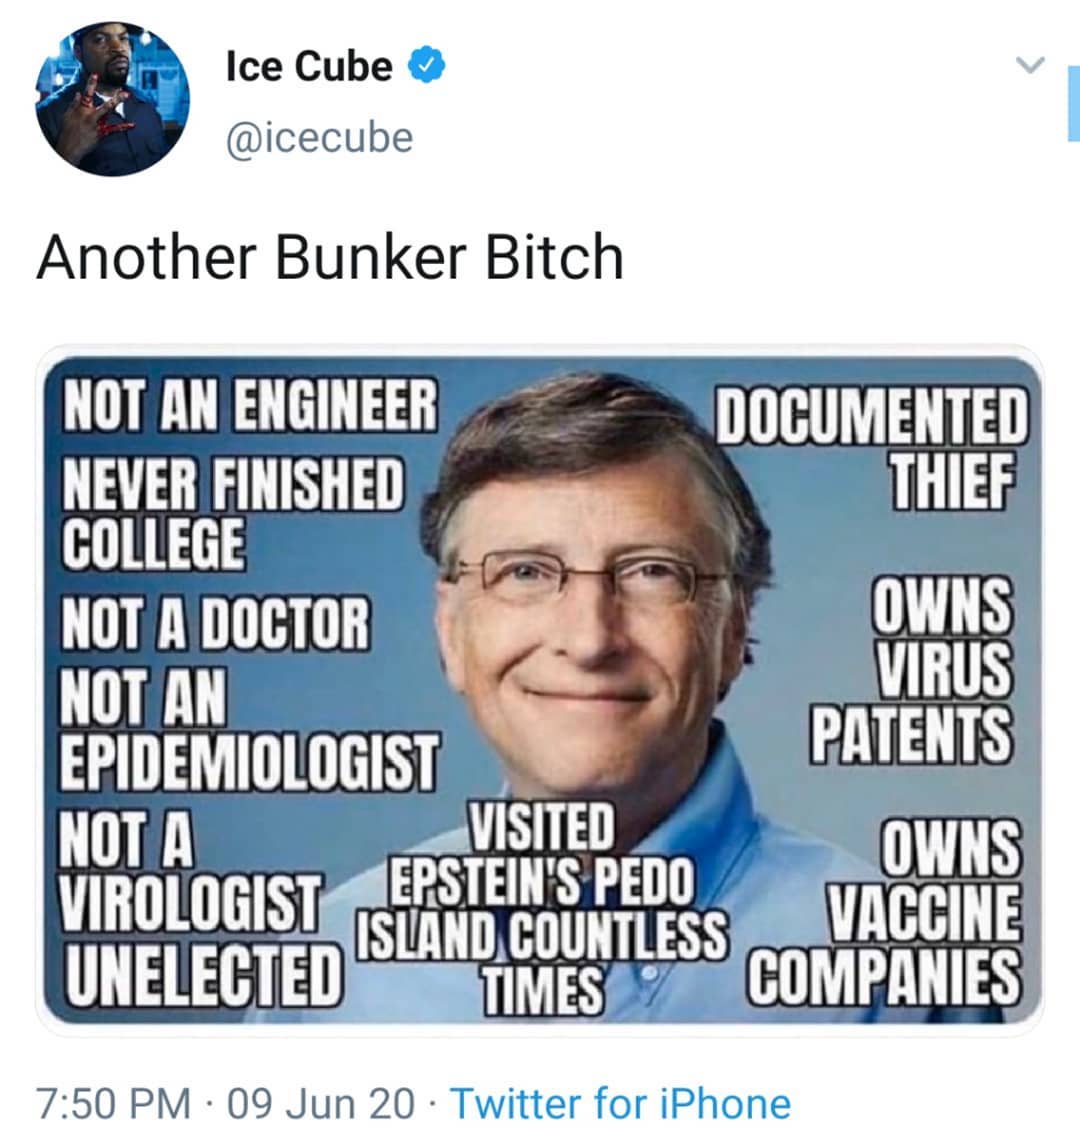 Ice Cube
@icecube
Another Bunker Bitch
NOT AN ENGINEER
NEVER FINISHED
COLLEGE
NOT A DOCTOR
NOT AN
EPIDEMIOLOGIST
NOT A
VIROLOGIST
UNELECTED
VISITED
EPSTEIN'S PEDO
ISLAND COUNTLESS
TIMES
DOCUMENTED
THIEF
OWNS
VIRUS
PATENTS
OWNS
VACCINE
COMPANIES
7:50 PM · 09 Jun 20 · Twitter for iPhone